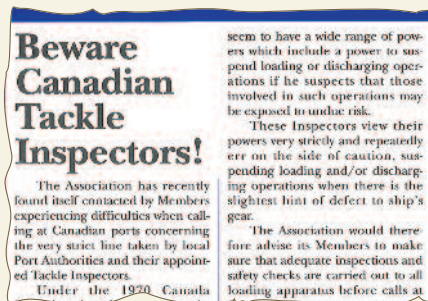 Beware
Canadian
Tackle
Inspectors!
The Association has recently
found itself contacted by Members
experiencing difficulties when call-
ing at Canadian ports concerning
the very strict line taken by local
Port Authorities and their appoint-
ed Tackle Inspectors.
Under the 1970 Canada
seem to have a wide range of pow-
ers which include a power to sus-
pend loading or discharging oper-
ations if he suspects that those
involved in such operations may
be exposed to undue risk.
These Inspectors view their
powers very strictly and repeatedly
err on the side of caution, sus-
pending loading and/or discharg-
ing operations when there is the
slightest hint of defect to ship's
gear.
The Association would there-
fore advise its Members to make
sure that adequate inspections and
safety checks are carried out to all
loading apparatus before calls at